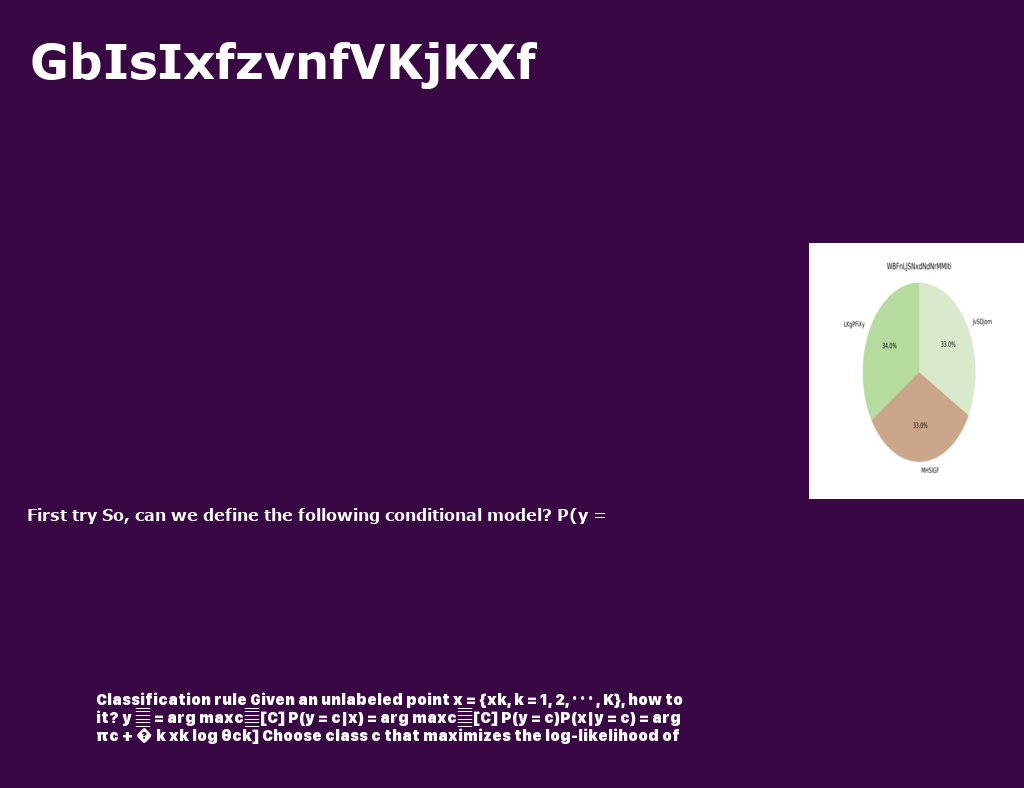 GbIsIxfzvnfVKjKXf
WBFnLJSNxdNdNrMMIti
LKgPFiXy
JvSDjom
34.0%
33.0%
33.0%
MHSIGF
First try So, can we define the following conditional model? P(y =
Classification rule Given an unlabeled point x = {xk, k = 1, 2, · · · , K}, how to
it? y = arg maxc [C] P(y = c|x) = arg maxc [C] P(y = c)P(x|y = c) = arg
πc + � k xk log θck] Choose class c that maximizes the log-likelihood of